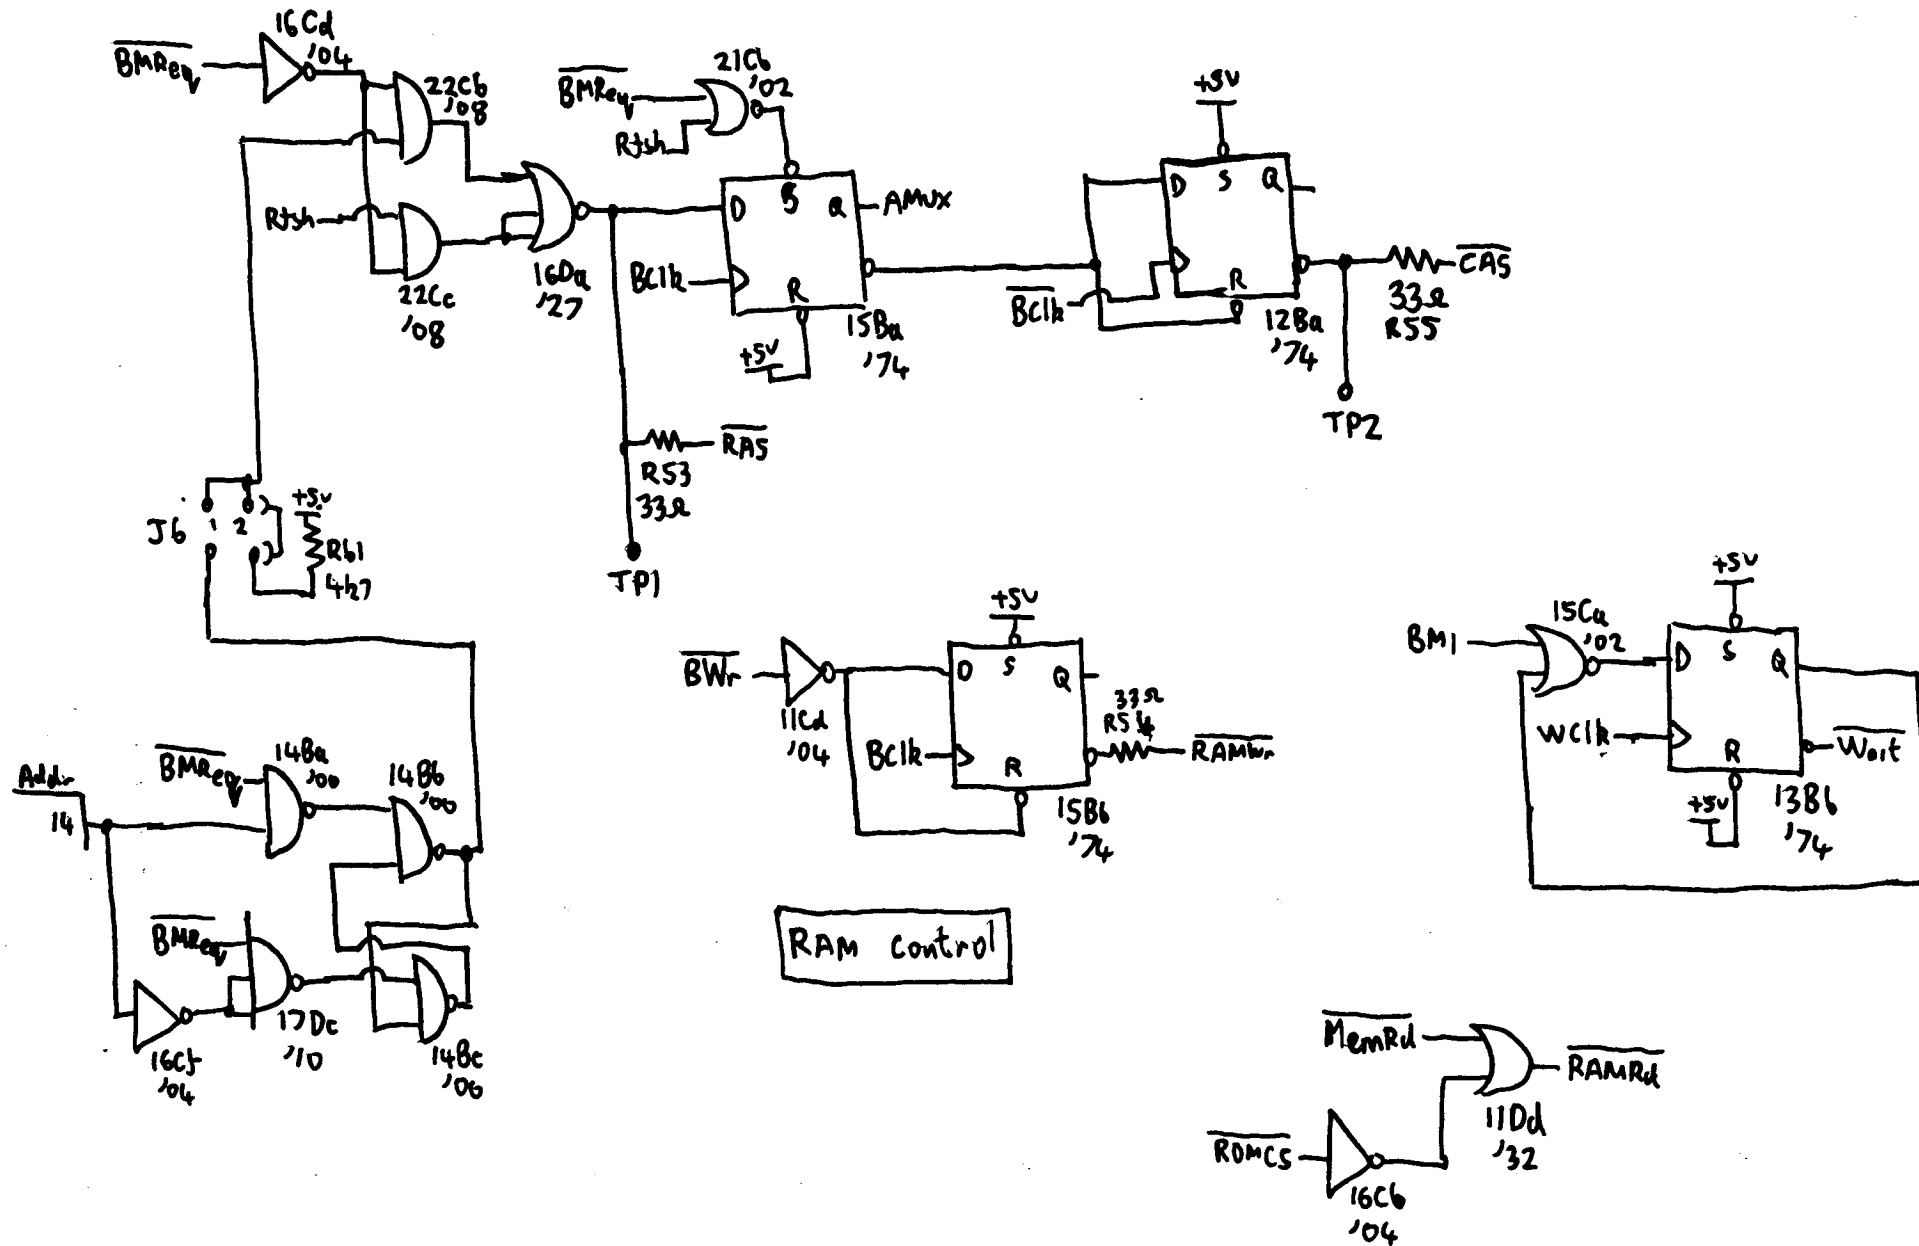 16Cd
'04
BMReq
22Cb
'08
21Cb
'02
BMReq
Rfsh
+5v
D S Q
AMUX
D S Q
Rfsh
22Cc
'08
16Da
'27
BClk
R
15Ba
'74
+5v
BClk
R
12Ba
'74
33Ω
R55
CAS
TP2
RAS
R53
33Ω
TP1
J6
1 2
+5v
R61
4k7
BWr
11Cd
'04
+5v
D S Q
BClk
R
15Bb
'74
33Ω
R54
RAMWr
BM1
15Ca
'02
+5v
D S Q
WClk
R
Wait
+5v
13Bb
'74
Addr
14
BMReq
14Ba
'00
14Bb
'00
BMReq
16Cf
'04
17Dc
'10
14Bc
'00
RAM Control
MemRd
RAMRd
11Dd
'32
ROMCS
16Cb
'04